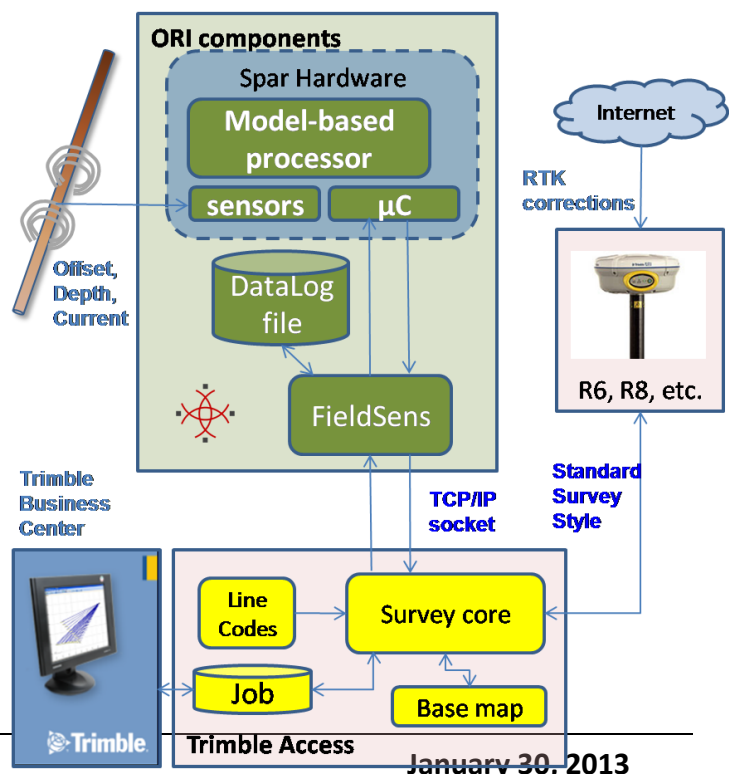 ORI components
Spar Hardware
Model-based
processor
sensors
µC
Internet
RTK
corrections
Offset,
Depth,
Current
DataLog
file
R6, R8, etc.
FieldSens
Trimble
Business
Center
TCP/IP
socket
Standard
Survey
Style
Line
Codes
Survey core
Job
Base map
Trimble
Trimble Access
January 30, 2013